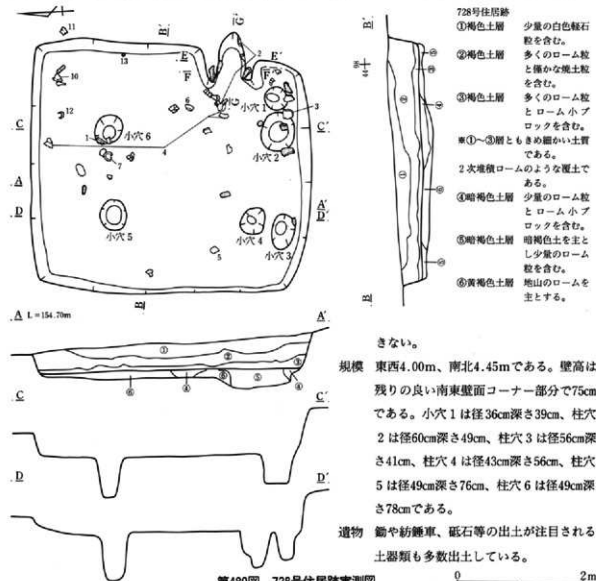 728号住居跡
①褐色土層 少量の白色軽石
粒を含む。
②褐色土層 多くのローム粒
と僅かな焼土粒
を含む。
③褐色土層 多くのローム粒
とローム小ブ
ロックを含む。
※①~③層ともきめ細かい土質
である。
2次堆積ロームのような覆土で
ある。
④暗褐色土層 少量のローム粒
とローム小ブ
ロックを含む。
⑤暗褐色土層 暗褐色土を主と
し少量のローム
粒を含む。
⑥黄褐色土層 地山のロームを
主とする。
11
B′
G′
2
13
E
E′
F
F′
10
12
6
G
小穴1
3
C
1
小穴6
C′
小穴2
4
7
A
A′
D
D′
小穴5
小穴4
小穴3
5
B
B′
B
A L=154.70m
A′
①
②
③
④
⑤
⑥
C
C′
D
D′
きない。
規模 東西4.00m、南北4.45mである。壁高は
残りの良い南東壁面コーナー部分で75cm
である。小穴1は径36cm深さ39cm、柱穴
2は径60cm深さ49cm、柱穴3は径56cm深
さ41cm、柱穴4は径43cm深さ56cm、柱穴
5は径49cm深さ76cm、柱穴6は径49cm深
さ78cmである。
遺物 鋤や紡錘車、砥石等の出土が注目される
土器類も多数出土している。
0 2m